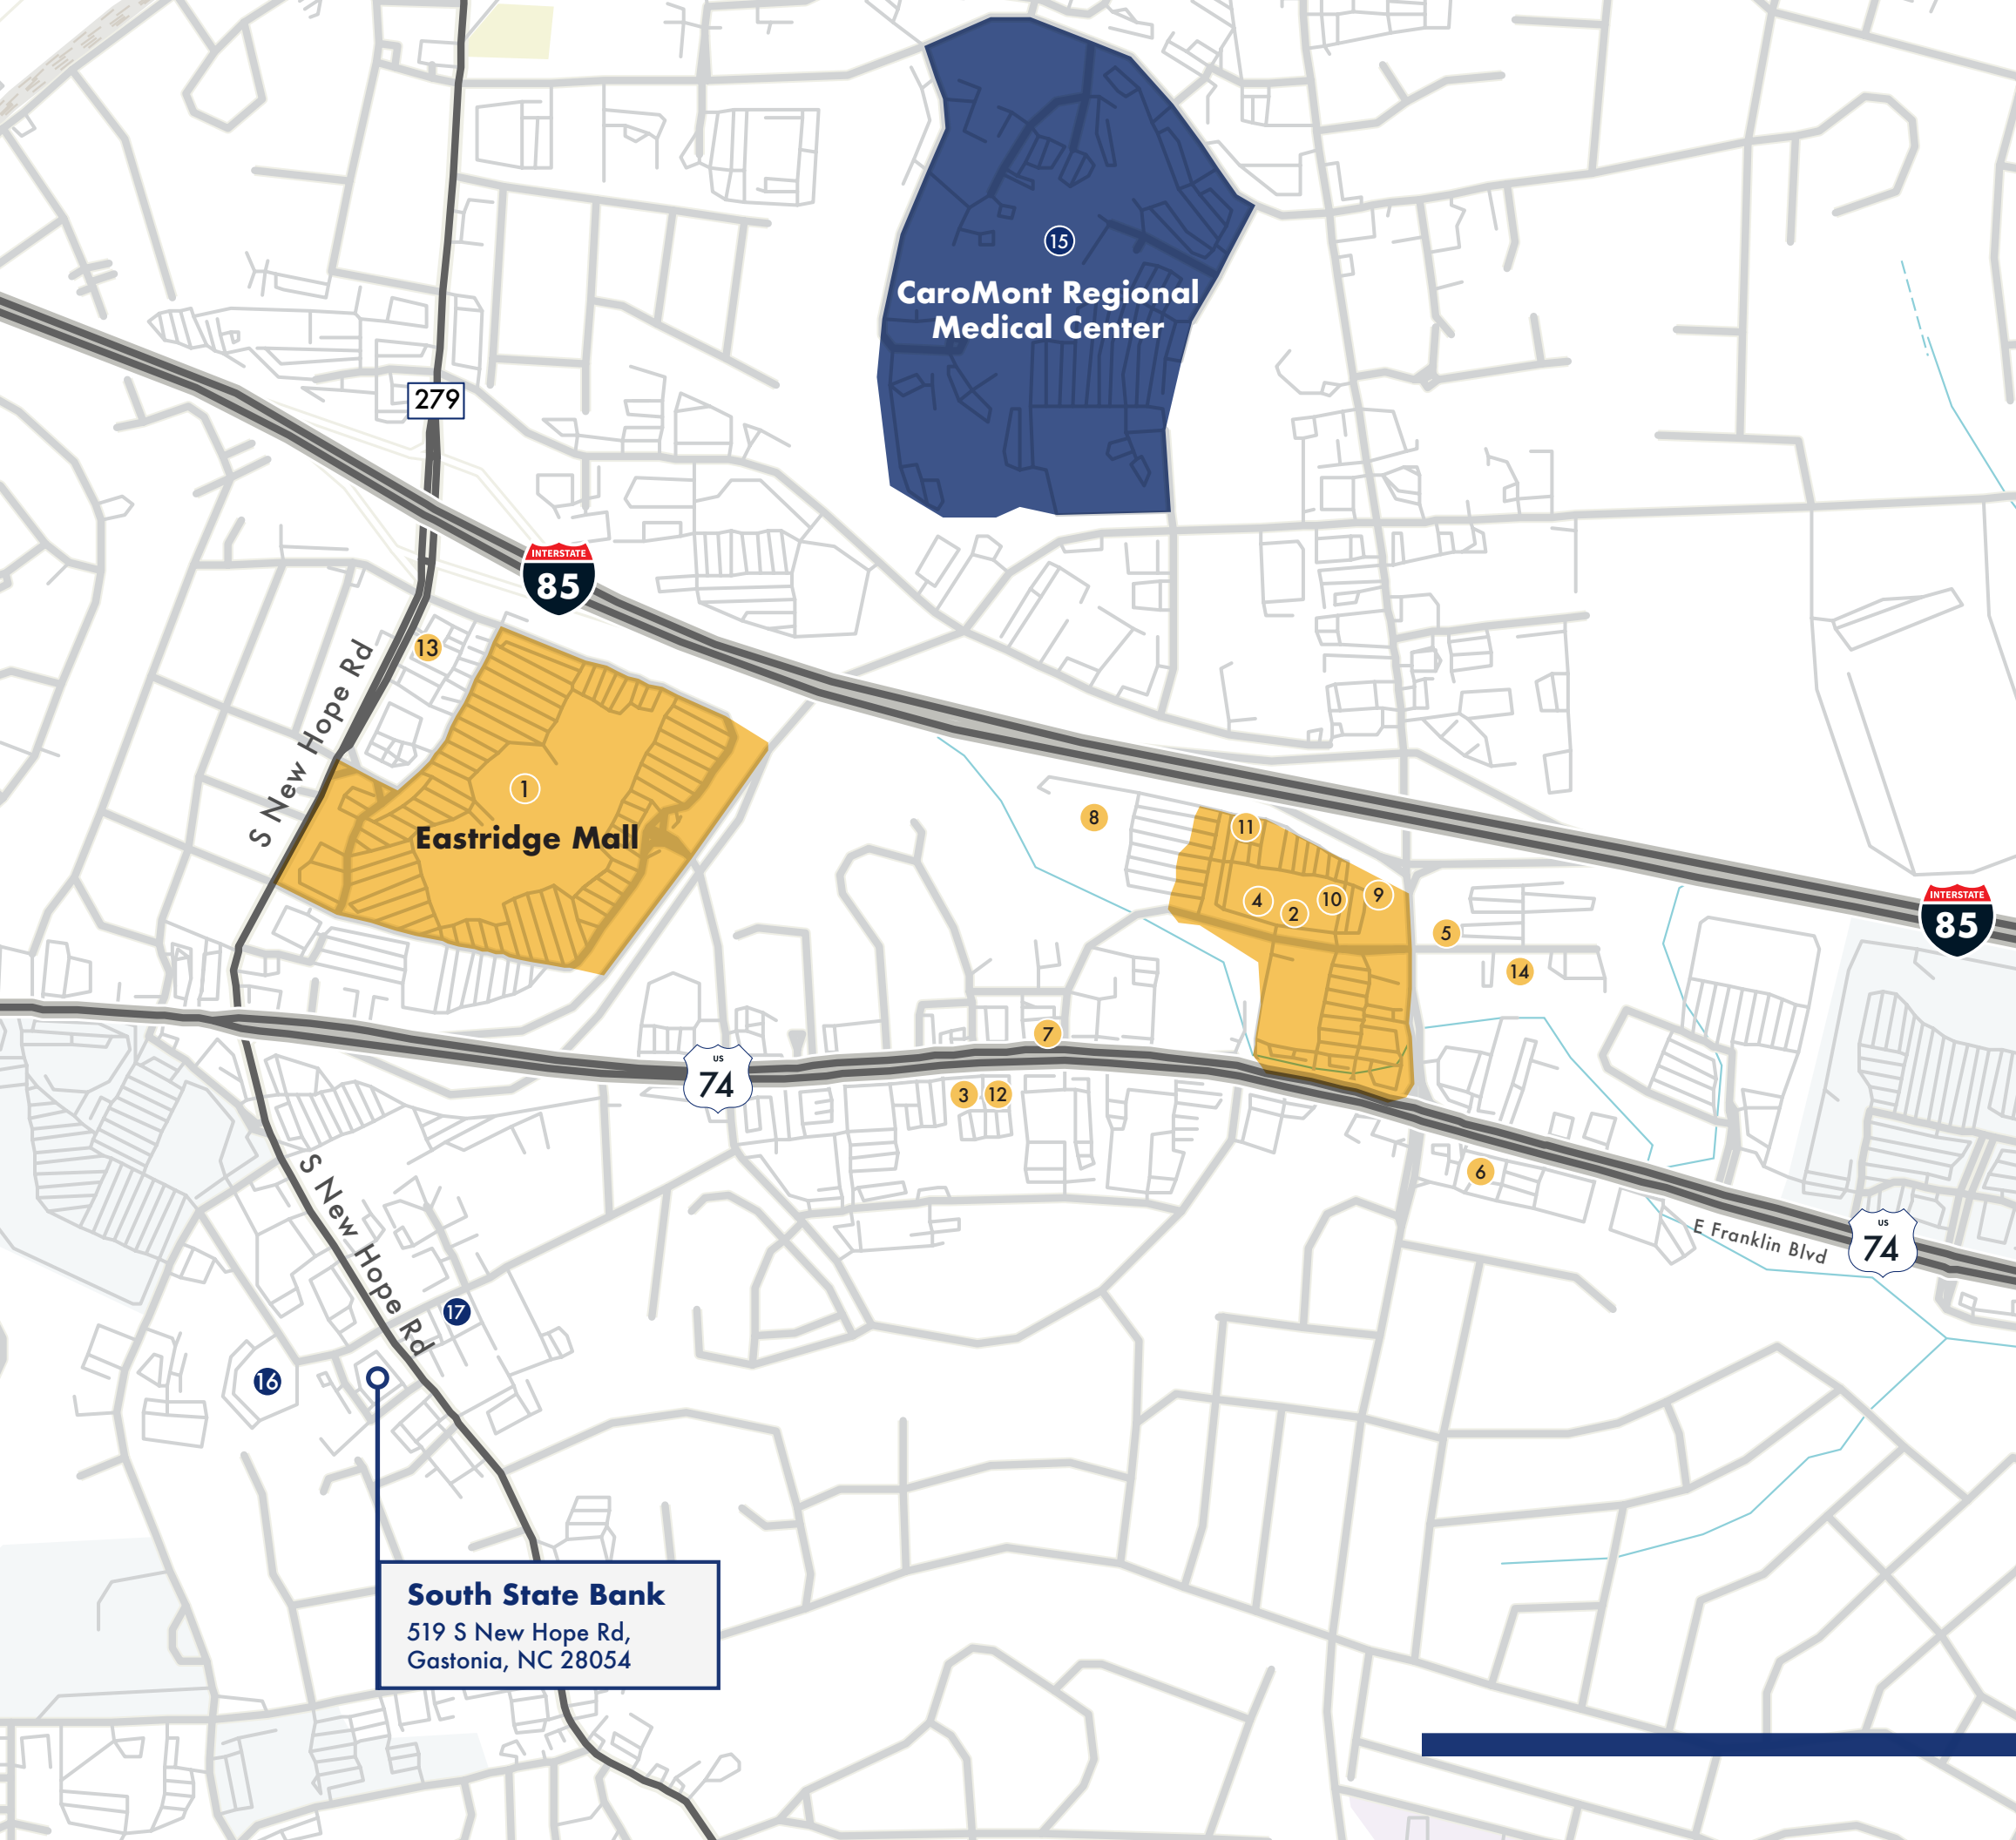 15
CaroMont Regional
Medical Center
279
INTERSTATE
85
13
S New Hope Rd
1
Eastridge Mall
8
11
4
2
10
9
5
14
INTERSTATE
85
7
US
74
3
12
6
E Franklin Blvd
US
74
S New Hope Rd
17
16
South State Bank
519 S New Hope Rd,
Gastonia, NC 28054